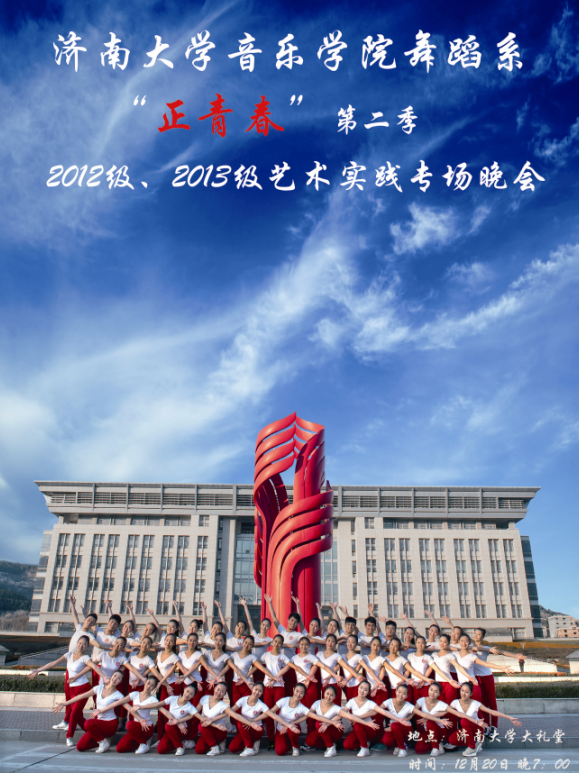 济南大学音乐学院舞蹈系
“正青春” 第二季
2012级、2013级艺术实践专场晚会
地点：济南大学大礼堂
时间：12月20日 晚7：00